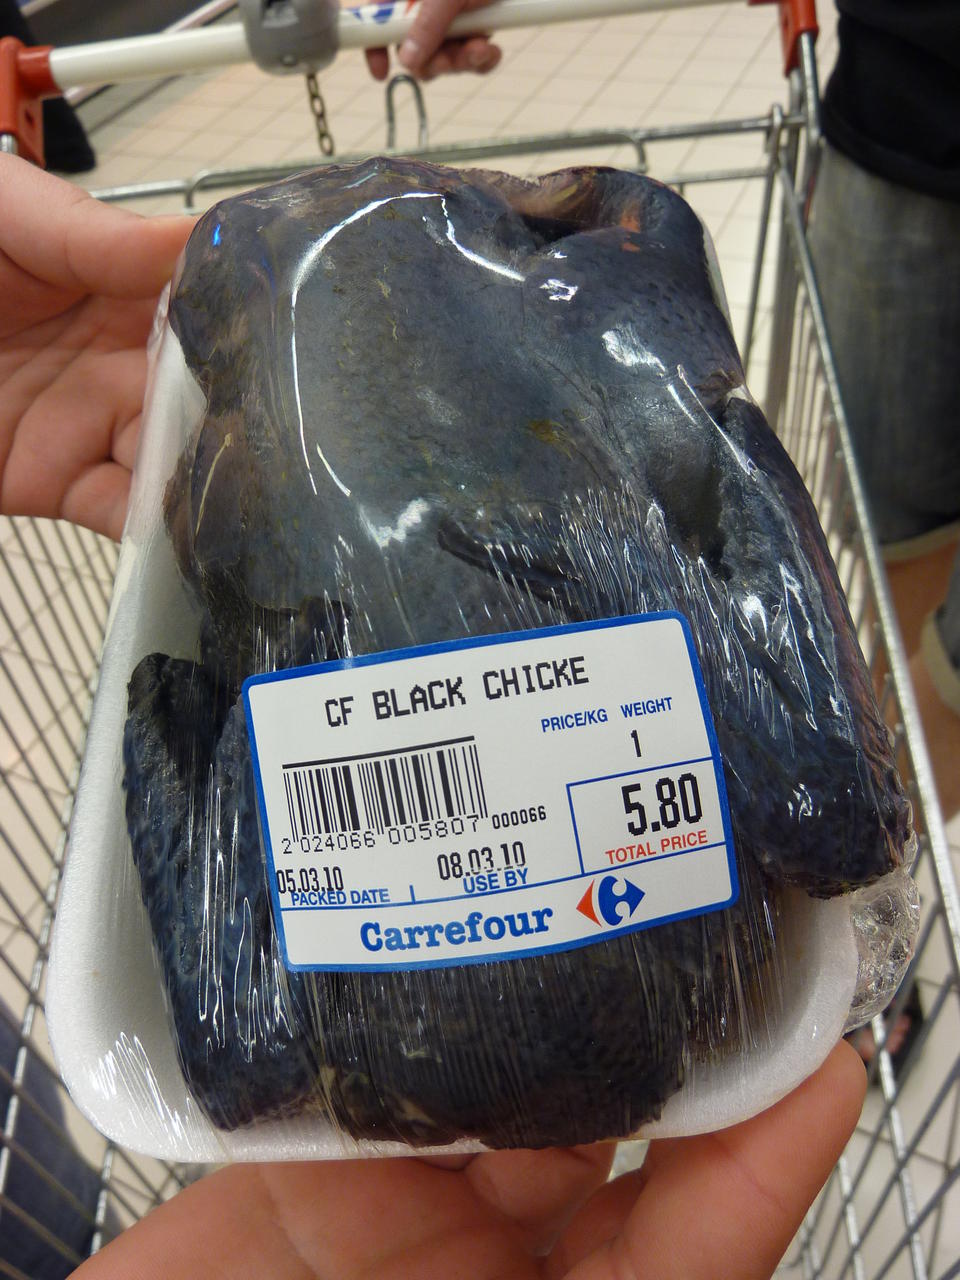 CF BLACK CHICKE
PRICE/KG WEIGHT
1
5.80
TOTAL PRICE
2 024066 005807 000066
05.03.10 08.03.10
PACKED DATE USE BY
Carrefour